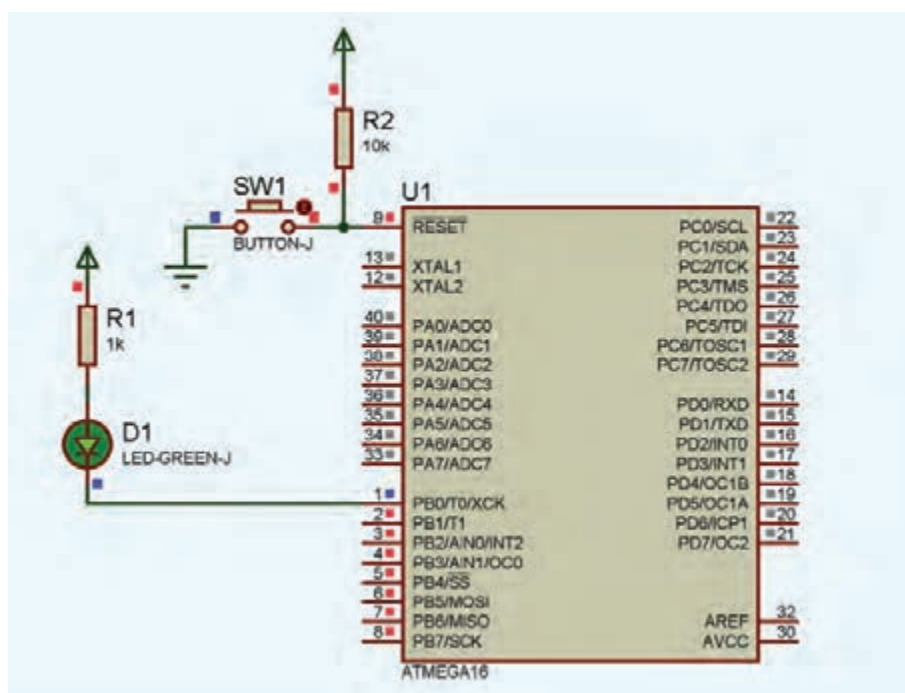 R2
10k
SW1
BUTTON-J
U1
R1
1k
D1
LED-GREEN-J
9 RESET
13 XTAL1
12 XTAL2
40 PA0/ADC0
39 PA1/ADC1
38 PA2/ADC2
37 PA3/ADC3
36 PA4/ADC4
35 PA5/ADC5
34 PA6/ADC6
33 PA7/ADC7
1 PB0/T0/XCK
2 PB1/T1
3 PB2/AIN0/INT2
4 PB3/AIN1/OC0
5 PB4/SS
6 PB5/MOSI
7 PB6/MISO
8 PB7/SCK
PC0/SCL 22
PC1/SDA 23
PC2/TCK 24
PC3/TMS 25
PC4/TDO 26
PC5/TDI 27
PC6/TOSC1 28
PC7/TOSC2 29
PD0/RXD 14
PD1/TXD 15
PD2/INT0 16
PD3/INT1 17
PD4/OC1B 18
PD5/OC1A 19
PD6/ICP1 20
PD7/OC2 21
AREF 32
AVCC 30
ATMEGA16